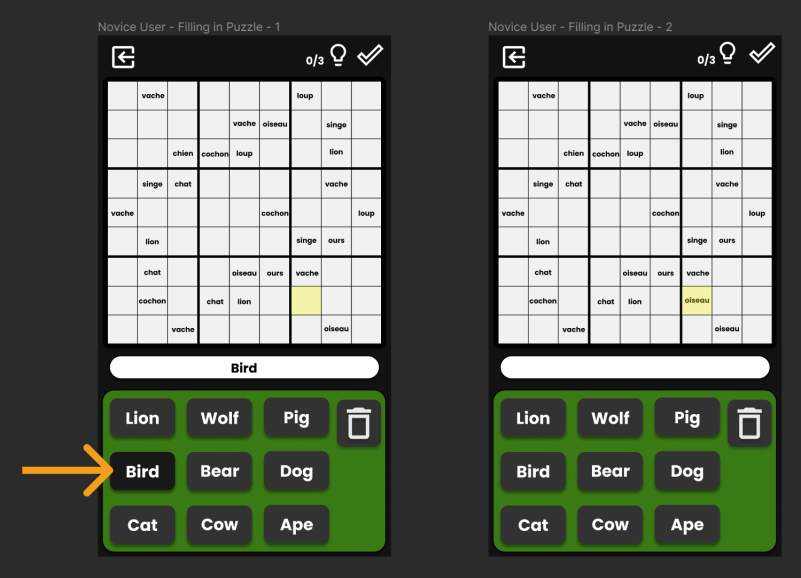 Novice User - Filling in Puzzle - 1
0/3
vache loup
vache oiseau singe
chien cochon loup lion
singe chat vache
vache cochon loup
lion singe ours
chat oiseau ours vache
cochon chat lion
vache oiseau
Bird
Lion Wolf Pig
Bird Bear Dog
Cat Cow Ape
Novice User - Filling in Puzzle - 2
0/3
vache loup
vache oiseau singe
chien cochon loup lion
singe chat vache
vache cochon loup
lion singe ours
chat oiseau ours vache
cochon chat lion oiseau
vache oiseau
Lion Wolf Pig
Bird Bear Dog
Cat Cow Ape